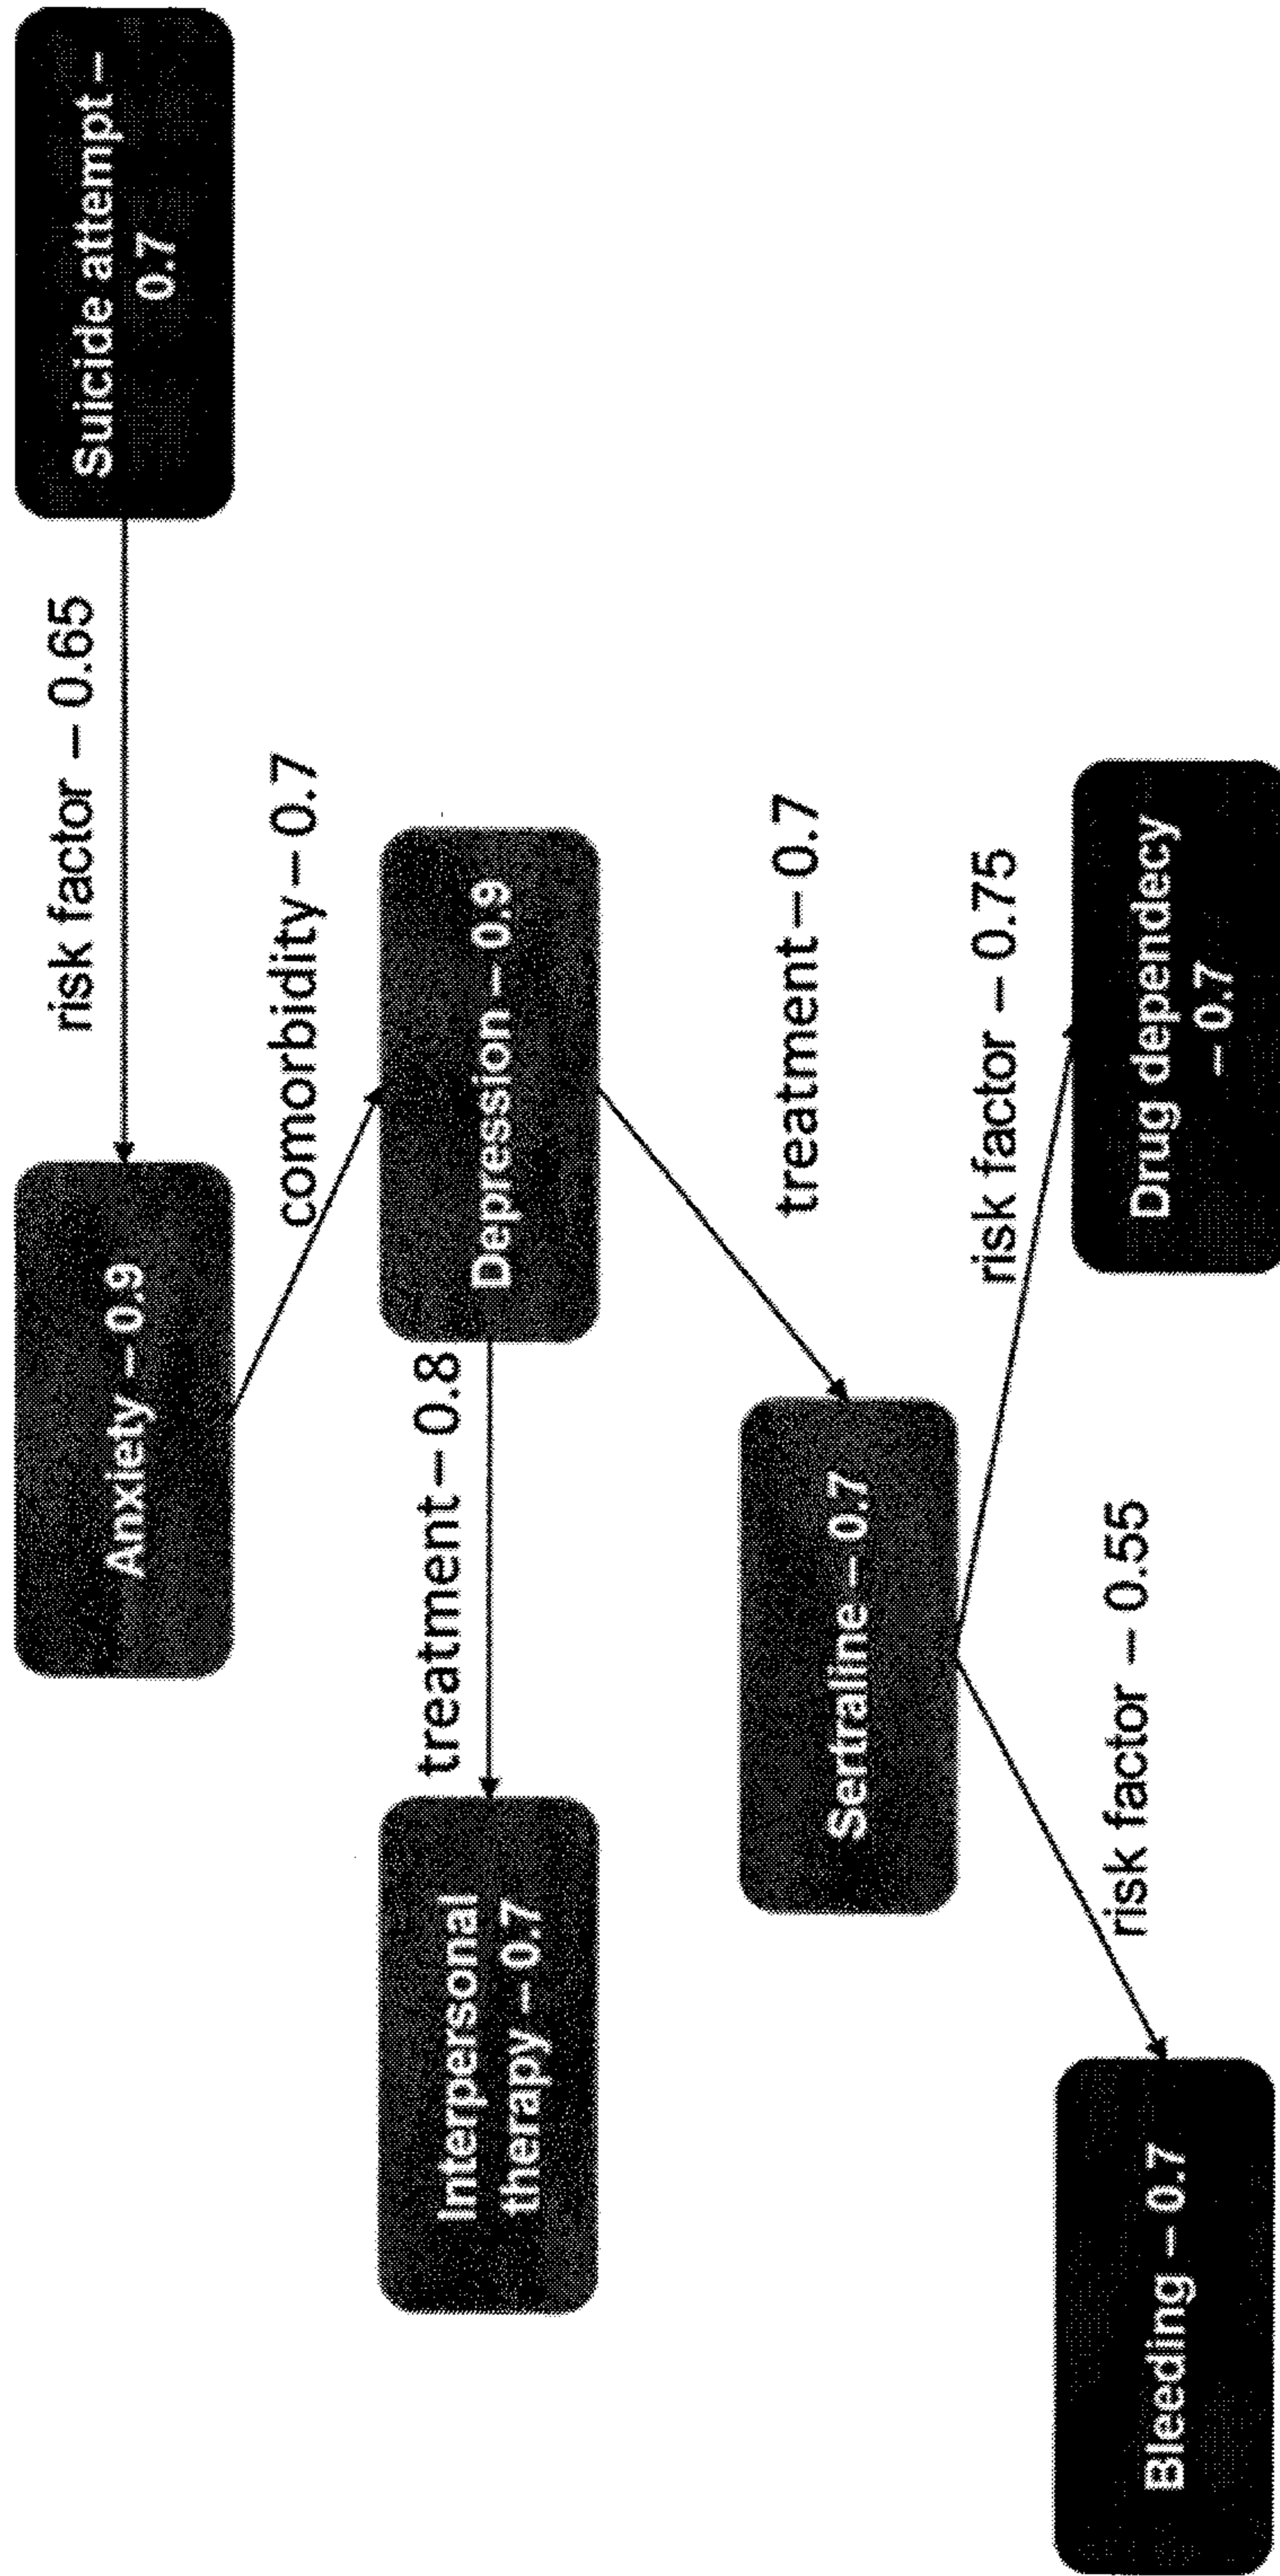 Anxiety – 0.9
risk factor – 0.65
Suicide attempt –
0.7
comorbidity – 0.7
Interpersonal
therapy – 0.7
treatment – 0.8
Depression – 0.9
treatment – 0.7
Sertraline – 0.7
risk factor – 0.75
risk factor – 0.55
Bleeding – 0.7
Drug dependecy
– 0.7